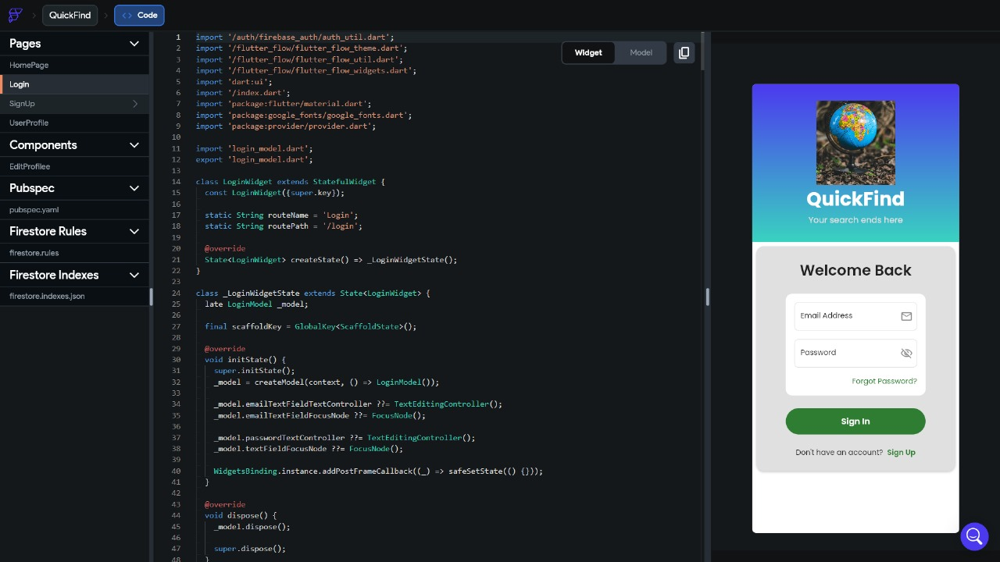 QuickFind
<> Code
Pages
HomePage
Login
SignUp
UserProfile
Components
EditProfilee
Pubspec
pubspec.yaml
Firestore Rules
firestore.rules
Firestore Indexes
firestore.indexes.json
Widget
Model
1 import '/auth/firebase_auth/auth_util.dart';
2 import '/flutter_flow/flutter_flow_theme.dart';
3 import '/flutter_flow/flutter_flow_util.dart';
4 import '/flutter_flow/flutter_flow_widgets.dart';
5 import 'dart:ui';
6 import '/index.dart';
7 import 'package:flutter/material.dart';
8 import 'package:google_fonts/google_fonts.dart';
9 import 'package:provider/provider.dart';
10
11 import 'login_model.dart';
12 export 'login_model.dart';
13
14 class LoginWidget extends StatefulWidget {
15 const LoginWidget({super.key});
16
17 static String routeName = 'Login';
18 static String routePath = '/login';
19
20 @override
21 State<LoginWidget> createState() => _LoginWidgetState();
22 }
23
24 class _LoginWidgetState extends State<LoginWidget> {
25 late LoginModel _model;
26
27 final scaffoldKey = GlobalKey<ScaffoldState>();
28
29 @override
30 void initState() {
31 super.initState();
32 _model = createModel(context, () => LoginModel());
33
34 _model.emailTextFieldTextController ??= TextEditingController();
35 _model.emailTextFieldFocusNode ??= FocusNode();
36
37 _model.passwordTextController ??= TextEditingController();
38 _model.textFieldFocusNode ??= FocusNode();
39
40 WidgetsBinding.instance.addPostFrameCallback((_) => safeSetState(() {}));
41 }
42
43 @override
44 void dispose() {
45 _model.dispose();
46
47 super.dispose();
48 }
QuickFind
Your search ends here
Welcome Back
Email Address
Password
Forgot Password?
Sign In
Don't have an account? Sign Up